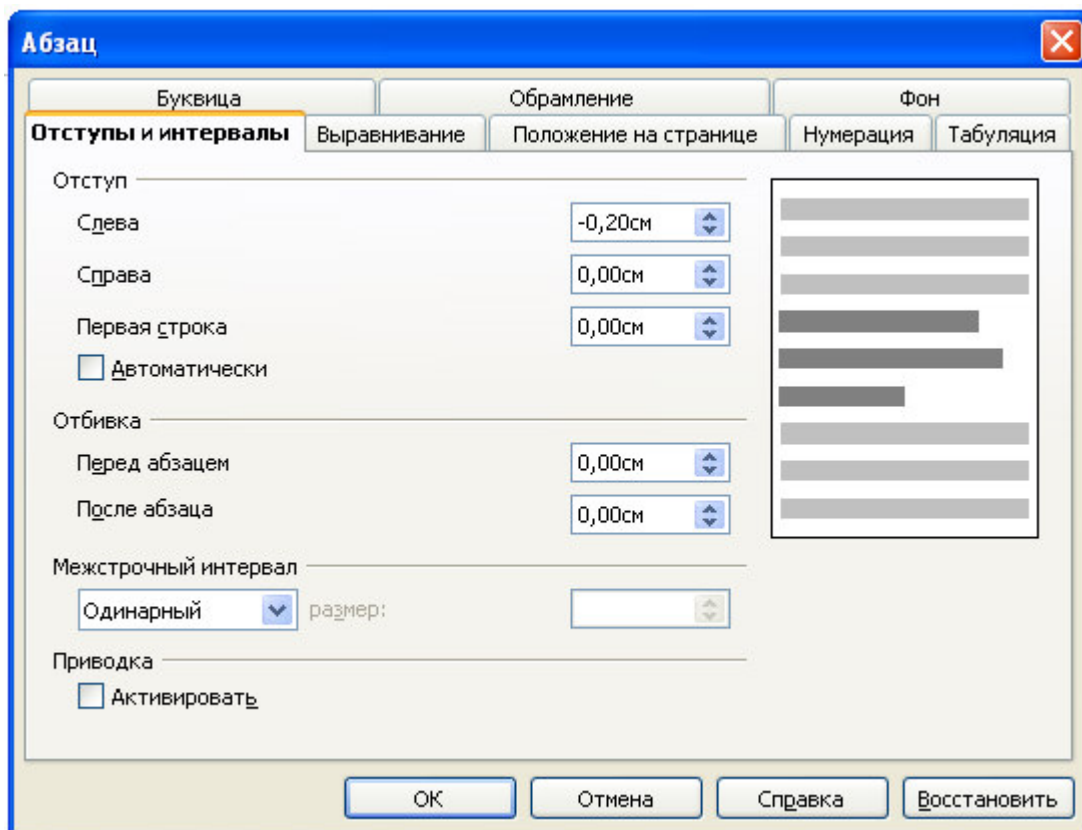 Абзац
Буквица Обрамление Фон
Отступы и интервалы Выравнивание Положение на странице Нумерация Табуляция
Отступ
Слева -0,20см
Справа 0,00см
Первая строка 0,00см
Автоматически
Отбивка
Перед абзацем 0,00см
После абзаца 0,00см
Межстрочный интервал
Одинарный размер:
Приводка
Активировать
ОК Отмена Справка Восстановить